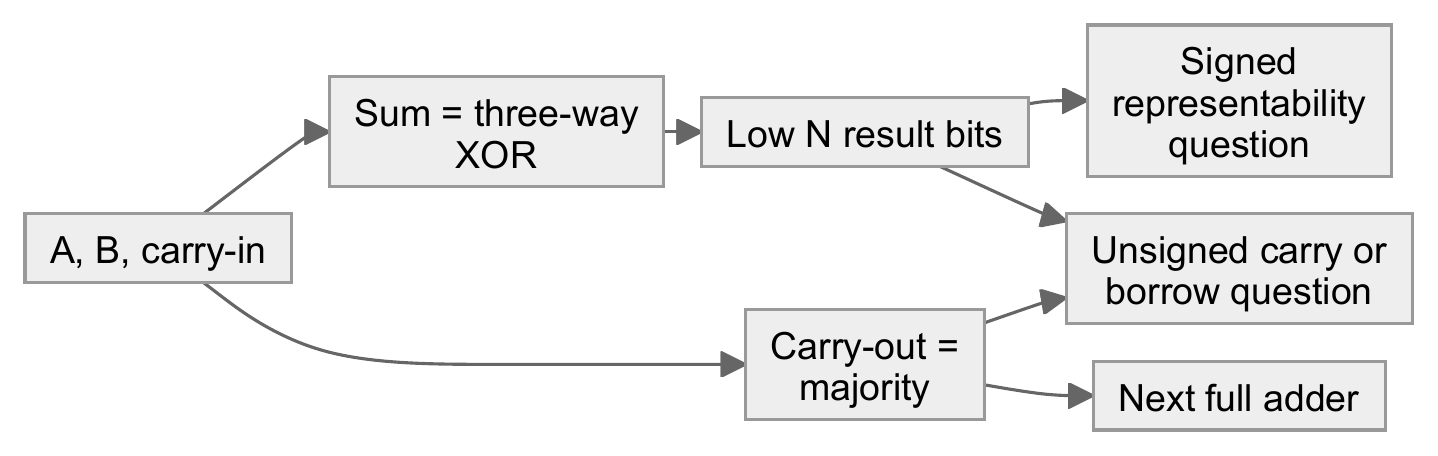 A, B, carry-in
Sum = three-way
XOR
Low N result bits
Signed
representability
question
Unsigned carry or
borrow question
Carry-out =
majority
Next full adder